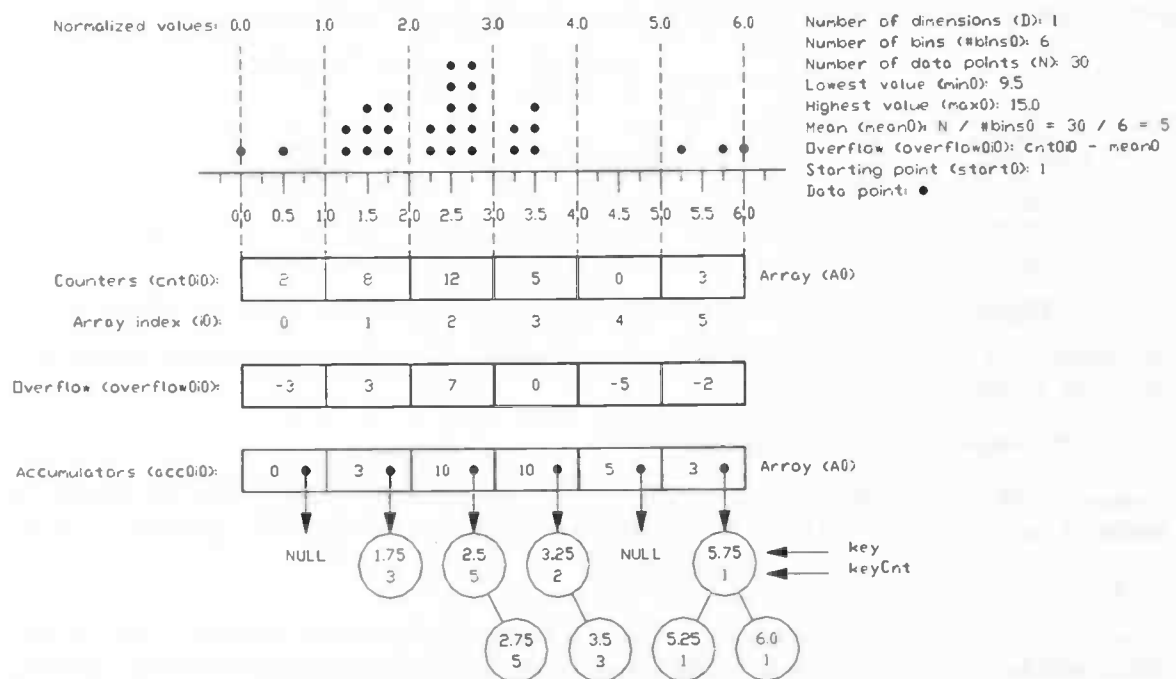 Normalized values: 0.0 1.0 2.0 3.0 4.0 5.0 6.0
Number of dimensions (D): 1
Number of bins (#bins0): 6
Number of data points (N): 30
Lowest value (min0): 9.5
Highest value (max0): 15.0
Mean (mean0): N / #bins0 = 30 / 6 = 5
Overflow (overflow0i0): cnt0i0 - mean0
Starting point (start0): 1
Data point: ●
0.0 0.5 1.0 1.5 2.0 2.5 3.0 3.5 4.0 4.5 5.0 5.5 6.0
Counters (cnt0i0): 2 8 12 5 0 3 Array (A0)
Array index (i0): 0 1 2 3 4 5
Overflow (overflow0i0): -3 3 7 0 -5 -2
Accumulators (acc0i0): 0 3 10 10 5 3 Array (A0)
NULL 1.75 2.5 3.25 NULL 5.75 key
3 5 2 1 keyCnt
2.75 3.5 5.25 6.0
5 3 1 1